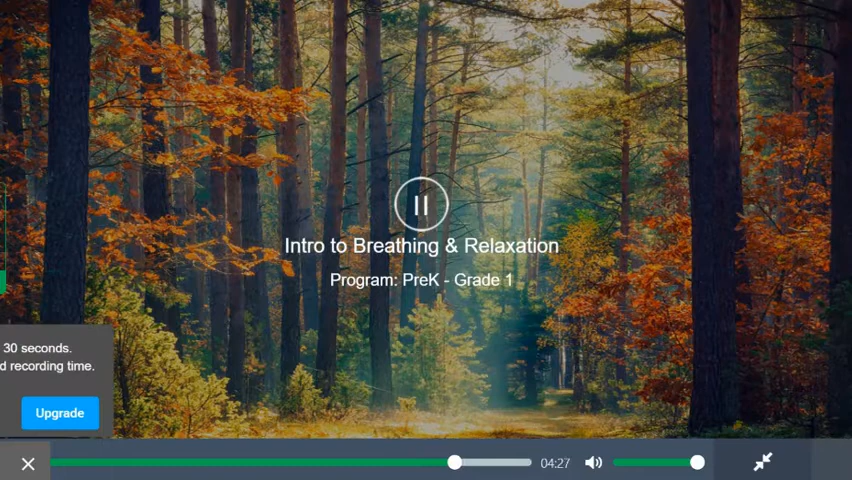 Intro to Breathing & Relaxation
Program: PreK - Grade 1
30 seconds.
d recording time.
Upgrade
04:27